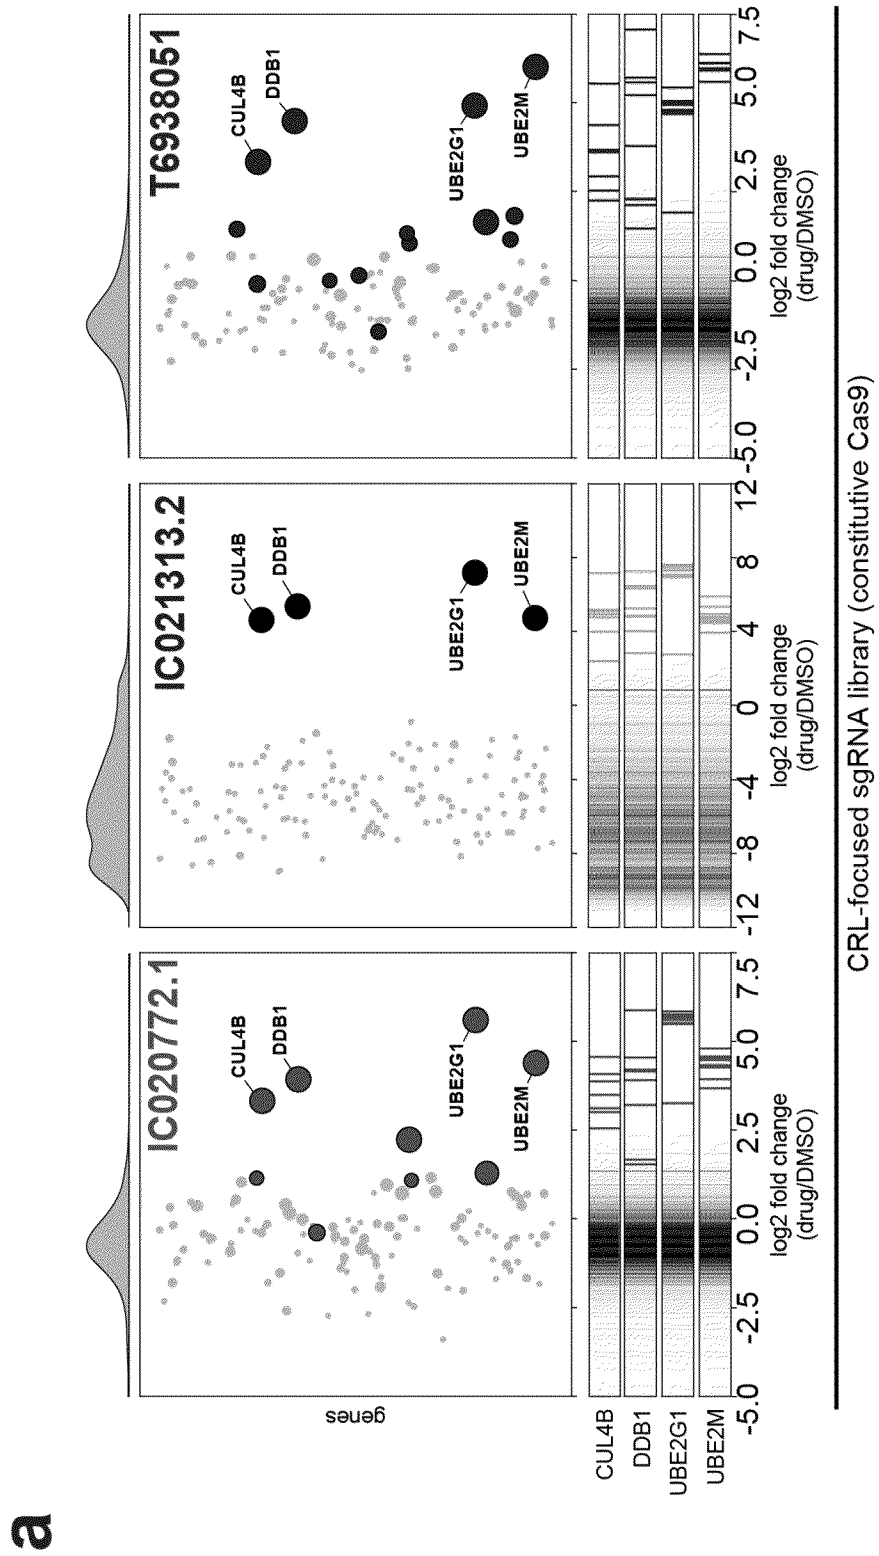 a
IC020772.1
CUL4B
DDB1
UBE2G1
UBE2M
genes
CUL4B
DDB1
UBE2G1
UBE2M
-5.0 -2.5 0.0 2.5 5.0 7.5
log2 fold change
(drug/DMSO)
IC021313.2
CUL4B
DDB1
UBE2G1
UBE2M
-12 -8 -4 0 4 8 12
log2 fold change
(drug/DMSO)
T6938051
CUL4B
DDB1
UBE2G1
UBE2M
-5.0 -2.5 0.0 2.5 5.0 7.5
log2 fold change
(drug/DMSO)
CRL-focused sgRNA library (constitutive Cas9)